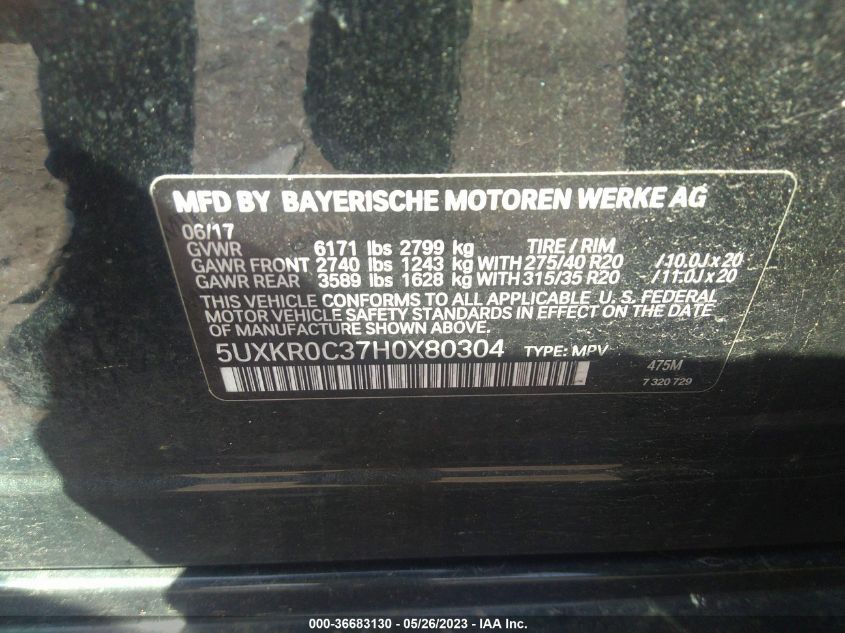 MFD BY BAYERISCHE MOTOREN WERKE AG
06/17
GVWR 6171 lbs 2799 kg TIRE / RIM
GAWR FRONT 2740 lbs 1243 kg WITH 275/40 R20 /10.0J x 20
GAWR REAR 3589 lbs 1628 kg WITH 315/35 R20 /11.0J x 20
THIS VEHICLE CONFORMS TO ALL APPLICABLE U. S. FEDERAL
MOTOR VEHICLE SAFETY STANDARDS IN EFFECT ON THE DATE
OF MANUFACTURE SHOWN ABOVE.
5UXKR0C37H0X80304 TYPE: MPV
475M
7 320 729
000-36683130 - 05/26/2023 - IAA Inc.